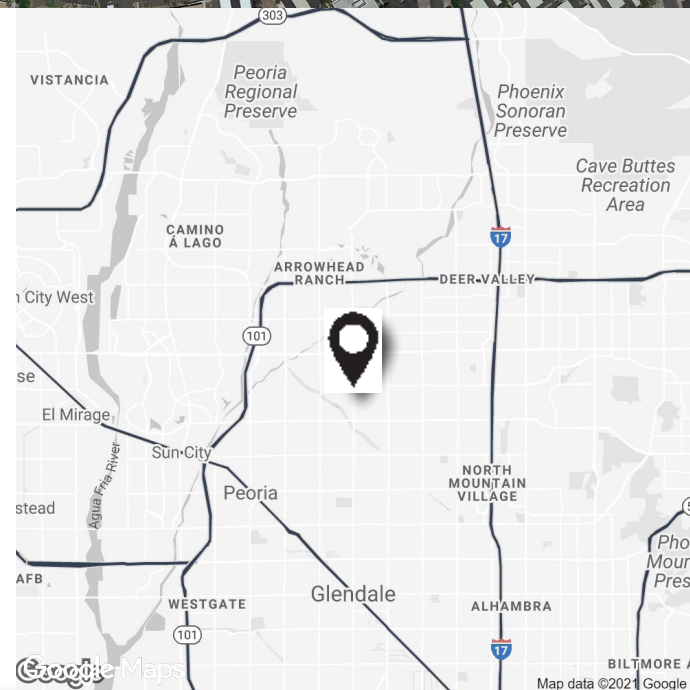 303
VISTANCIA
Peoria
Regional
Preserve
Phoenix
Sonoran
Preserve
Cave Buttes
Recreation
Area
CAMINO
Á LAGO
17
ARROWHEAD
RANCH
DEER VALLEY
n City West
101
se
El Mirage
Sun City
Agua Fria River
NORTH
MOUNTAIN
VILLAGE
Peoria
stead
5
Pho
Moun
Pres
AFB
Glendale
WESTGATE
ALHAMBRA
101
17
BILTMORE A
Google Maps
Map data ©2021 Google